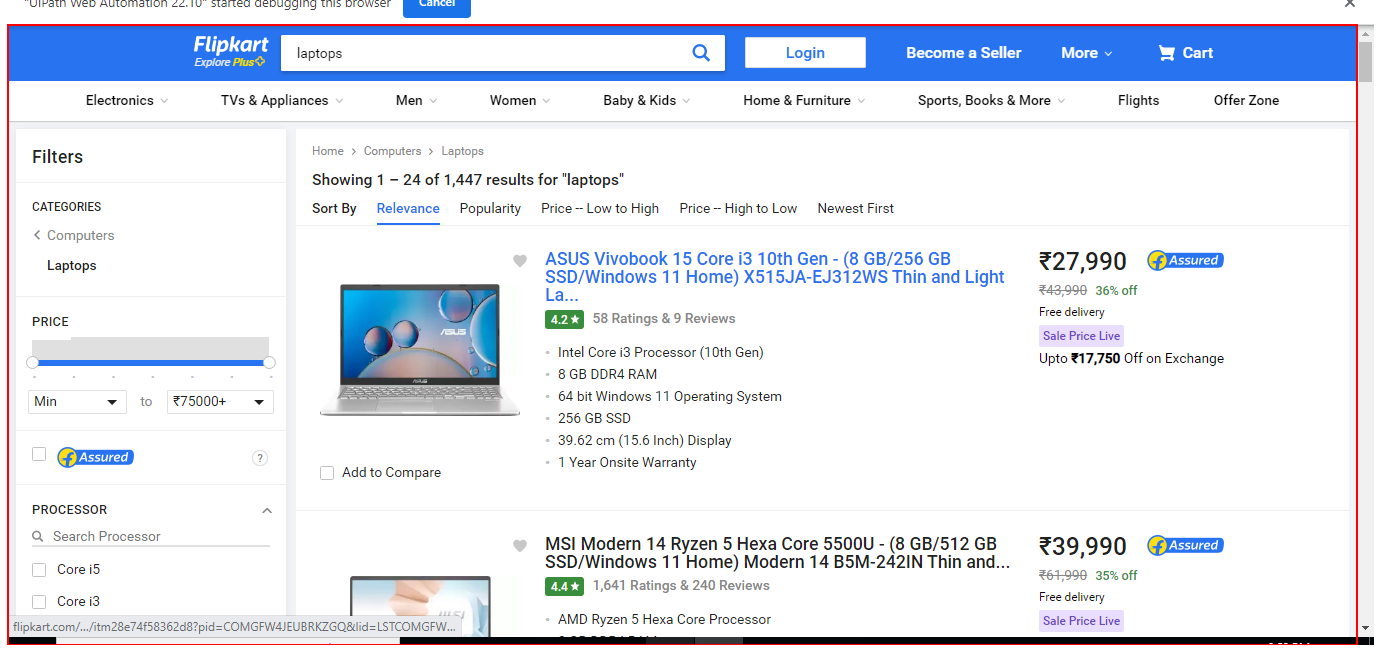 "UiPath Web Automation 22.10" started debugging this browser
Cancel
Flipkart
Explore Plus
laptops
Login
Become a Seller
More
Cart
Electronics
TVs & Appliances
Men
Women
Baby & Kids
Home & Furniture
Sports, Books & More
Flights
Offer Zone
Filters
CATEGORIES
Computers
Laptops
PRICE
Min
to
₹75000+
Assured
?
PROCESSOR
Search Processor
Core i5
Core i3
Home > Computers > Laptops
Showing 1 – 24 of 1,447 results for "laptops"
Sort By Relevance Popularity Price -- Low to High Price -- High to Low Newest First
ASUS Vivobook 15 Core i3 10th Gen - (8 GB/256 GB
SSD/Windows 11 Home) X515JA-EJ312WS Thin and Light
La...
4.2★ 58 Ratings & 9 Reviews
Intel Core i3 Processor (10th Gen)
8 GB DDR4 RAM
64 bit Windows 11 Operating System
256 GB SSD
39.62 cm (15.6 Inch) Display
1 Year Onsite Warranty
₹27,990
Assured
₹43,990 36% off
Free delivery
Sale Price Live
Upto ₹17,750 Off on Exchange
ASUS
ASUS
Add to Compare
MSI Modern 14 Ryzen 5 Hexa Core 5500U - (8 GB/512 GB
SSD/Windows 11 Home) Modern 14 B5M-242IN Thin and...
4.4★ 1,641 Ratings & 240 Reviews
AMD Ryzen 5 Hexa Core Processor
₹39,990
Assured
₹61,990 35% off
Free delivery
Sale Price Live
MSI
flipkart.com/.../itm28e74f58362d8?pid=COMGFW4JEUBRKZGQ&lid=LSTCOMGFW...